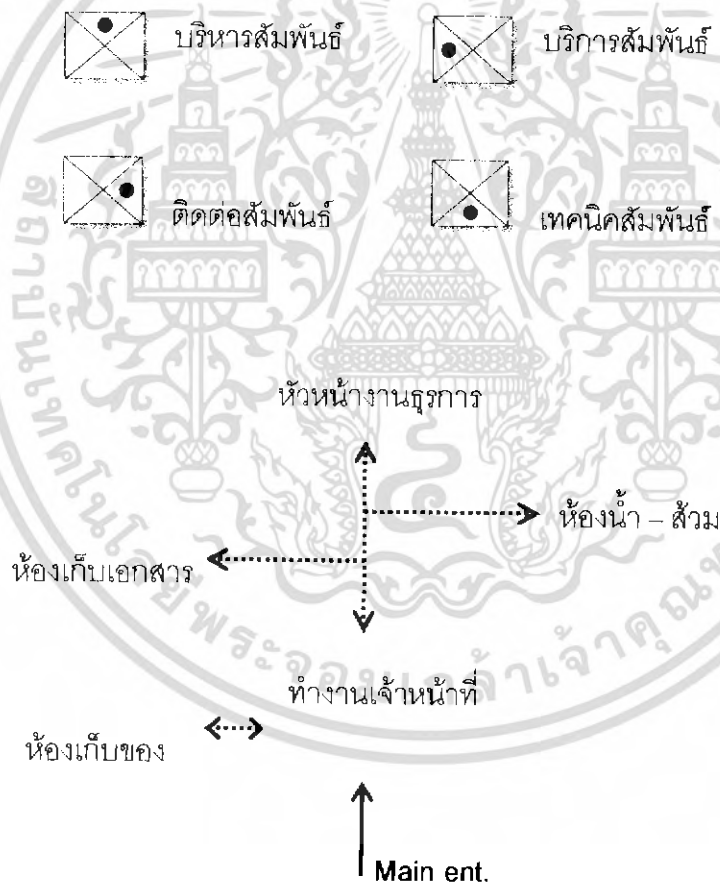 บริหารสัมพันธ์
บริการสัมพันธ์
ติดต่อสัมพันธ์
เทคนิคสัมพันธ์
หัวหน้างานธุรการ
ห้องน้ำ – ส้วม
ห้องเก็บเอกสาร
ทำงานเจ้าหน้าที่
ห้องเก็บของ
Main ent.